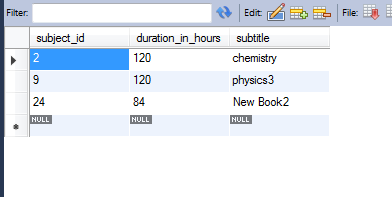 Filter: Edit: File:
subject_id duration_in_hours subtitle
2 120 chemistry
9 120 physics3
24 84 New Book2
NULL NULL NULL